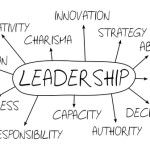 INNOVATION
ATIVITY
CHARISMA
STRATEGY
AB
LEADERSHIP
ESS
CAPACITY
DECI
ESPONSIBILITY
AUTHORITY